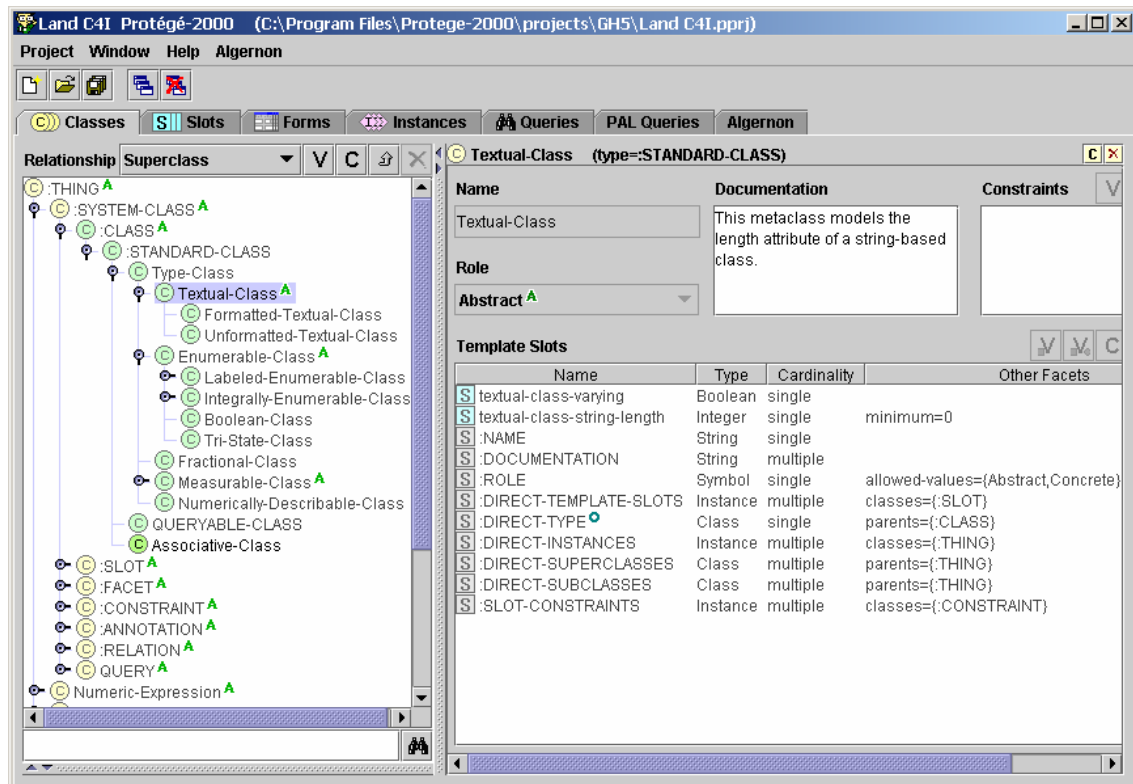 Land C4I Protégé-2000 (C:\Program Files\Protege-2000\projects\GH5\Land C4I.pprj)
Project Window Help Algernon
C Classes S Slots Forms I Instances Queries PAL Queries Algernon
Relationship Superclass V C
C :THING A
C :SYSTEM-CLASS A
C :CLASS A
C :STANDARD-CLASS
C Type-Class
C Textual-Class A
C Formatted-Textual-Class
C Unformatted-Textual-Class
C Enumerable-Class A
C Labeled-Enumerable-Class
C Integrally-Enumerable-Class
C Boolean-Class
C Tri-State-Class
C Fractional-Class
C Measurable-Class A
C Numerically-Describable-Class
C QUERYABLE-CLASS
C Associative-Class
C :SLOT A
C :FACET A
C :CONSTRAINT A
C :ANNOTATION A
C :RELATION A
C QUERY A
C Numeric-Expression A
C Textual-Class (type=:STANDARD-CLASS) C
Name
Textual-Class
Role
Abstract A
Documentation
This metaclass models the
length attribute of a string-based
class.
Constraints V
Template Slots V V C
Name Type Cardinality Other Facets
S textual-class-varying Boolean single
S textual-class-string-length Integer single minimum=0
S :NAME String single
S :DOCUMENTATION String multiple
S :ROLE Symbol single allowed-values={Abstract,Concrete}
S :DIRECT-TEMPLATE-SLOTS Instance multiple classes={:SLOT}
S :DIRECT-TYPE Class single parents={:CLASS}
S :DIRECT-INSTANCES Instance multiple classes={:THING}
S :DIRECT-SUPERCLASSES Class multiple parents={:THING}
S :DIRECT-SUBCLASSES Class multiple parents={:THING}
S :SLOT-CONSTRAINTS Instance multiple classes={:CONSTRAINT}